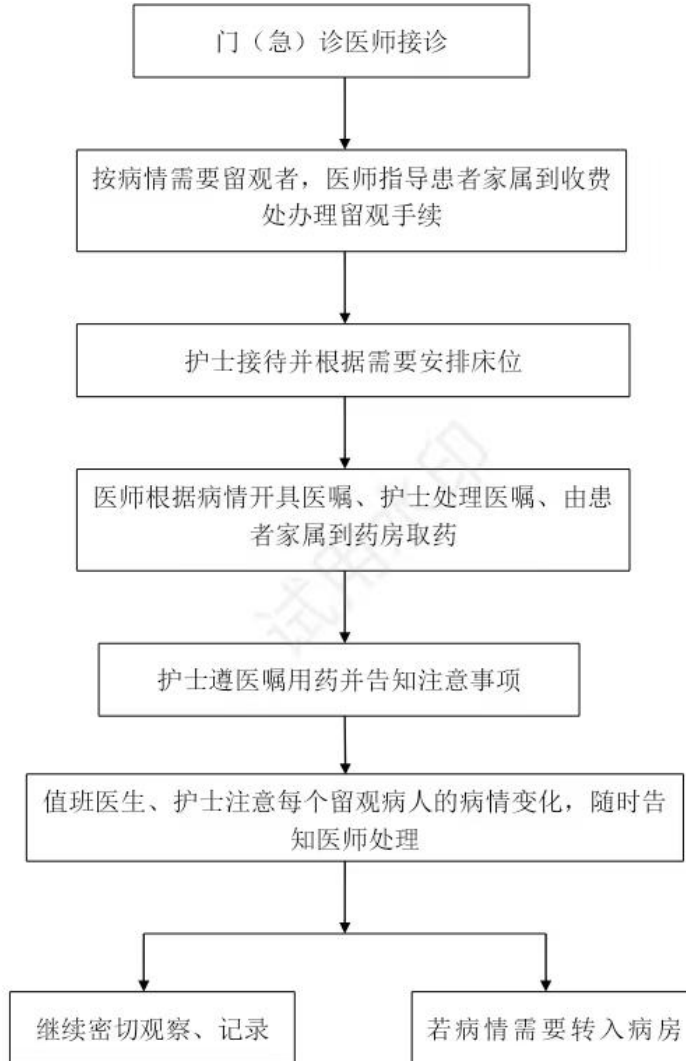 门（急）诊医师接诊
按病情需要留观者，医师指导患者家属到收费
处办理留观手续
护士接待并根据需要安排床位
医师根据病情开具医嘱、护士处理医嘱、由患
者家属到药房取药
护士遵医嘱用药并告知注意事项
值班医生、护士注意每个留观病人的病情变化，随时告
知医师处理
继续密切观察、记录
若病情需要转入病房
试用水印